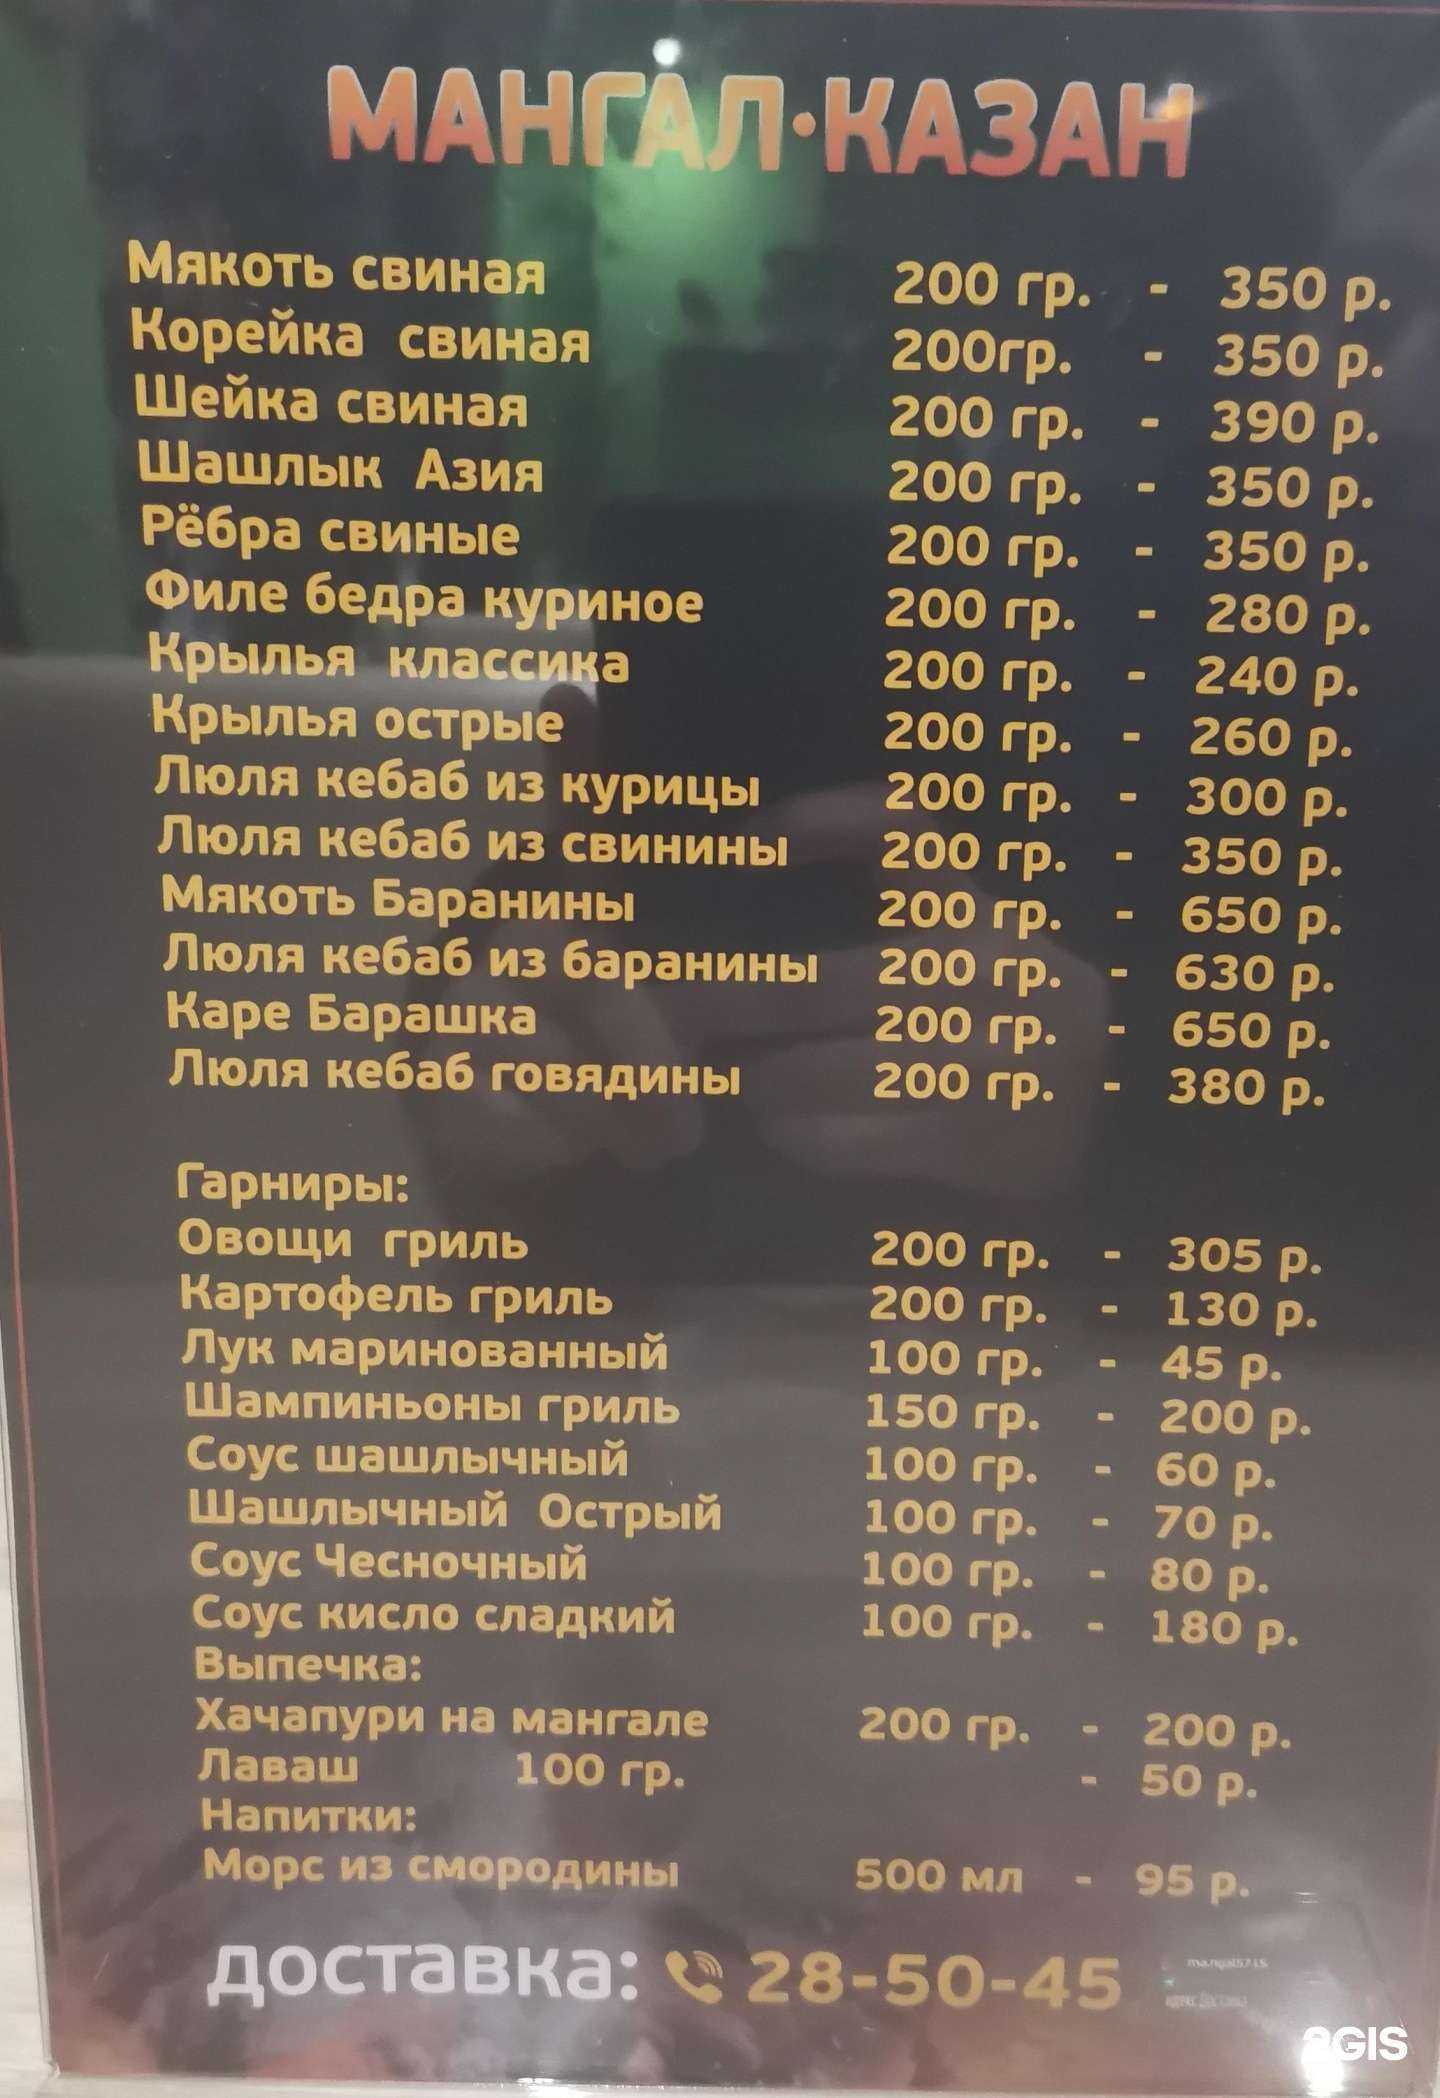 МАНГАЛ·КАЗАН
Мякоть свиная 200 гр. - 350 р.
Корейка свиная 200гр. - 350 р.
Шейка свиная 200 гр. - 390 р.
Шашлык Азия 200 гр. - 350 р.
Рёбра свиные 200 гр. - 350 р.
Филе бедра куриное 200 гр. - 280 р.
Крылья классика 200 гр. - 240 р.
Крылья острые 200 гр. - 260 р.
Люля кебаб из курицы 200 гр. - 300 р.
Люля кебаб из свинины 200 гр. - 350 р.
Мякоть Баранины 200 гр. - 650 р.
Люля кебаб из баранины 200 гр. - 630 р.
Каре Барашка 200 гр. - 650 р.
Люля кебаб говядины 200 гр. - 380 р.
Гарниры:
Овощи гриль 200 гр. - 305 р.
Картофель гриль 200 гр. - 130 р.
Лук маринованный 100 гр. - 45 р.
Шампиньоны гриль 150 гр. - 200 р.
Соус шашлычный 100 гр. - 60 р.
Шашлычный Острый 100 гр. - 70 р.
Соус Чесночный 100 гр. - 80 р.
Соус кисло сладкий 100 гр. - 180 р.
Выпечка:
Хачапури на мангале 200 гр. - 200 р.
Лаваш 100 гр. - 50 р.
Напитки:
Морс из смородины 500 мл - 95 р.
доставка: 28-50-45
2GIS